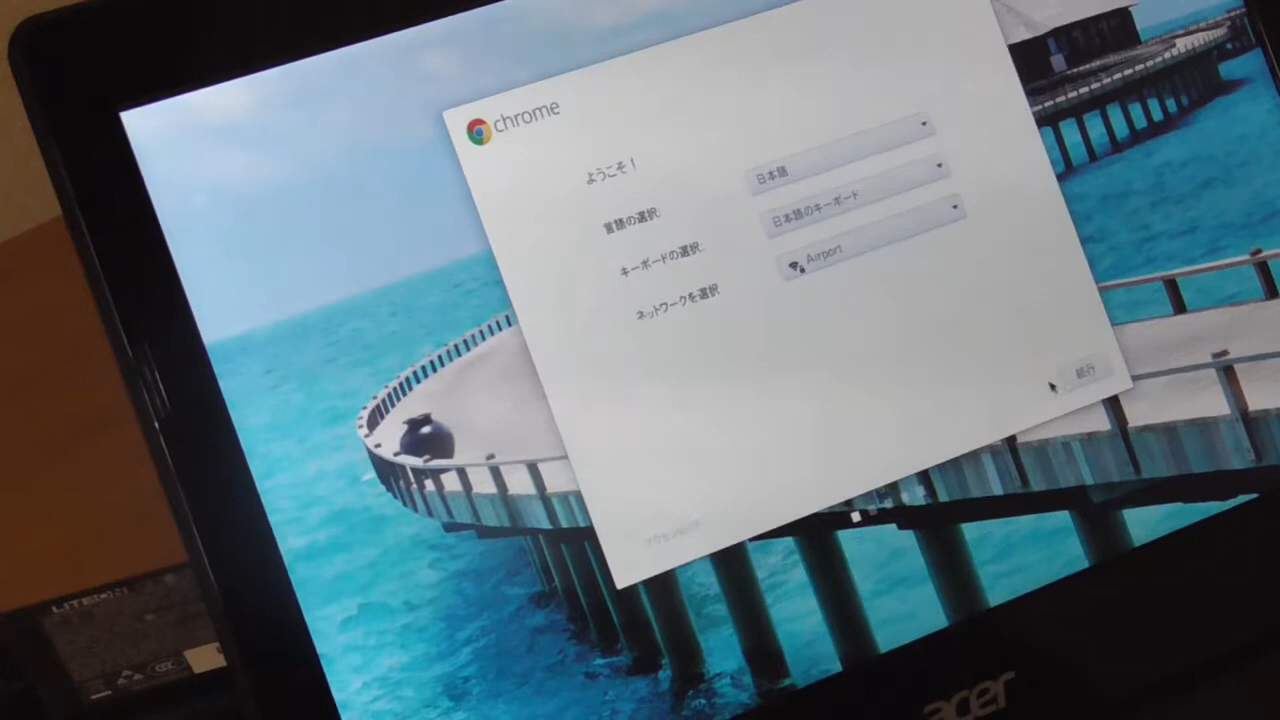 chrome
ようこそ！
言語の選択:
日本語
キーボードの選択:
日本語のキーボード
ネットワークを選択
Airport
続行
acer